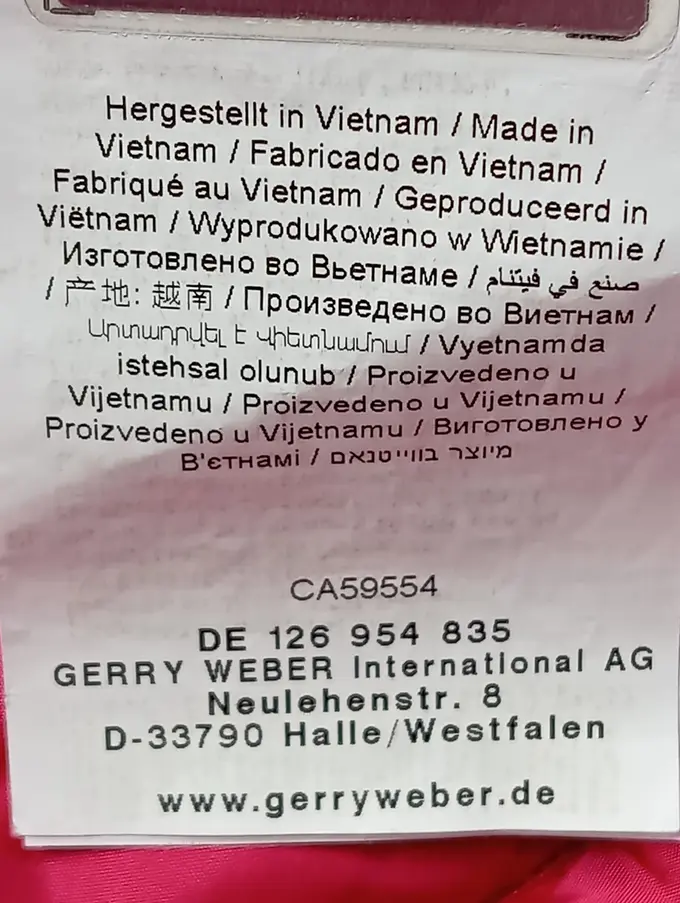 Hergestellt in Vietnam / Made in
Vietnam / Fabricado en Vietnam /
Fabriqué au Vietnam / Geproduceerd in
Viëtnam / Wyprodukowano w Wietnamie /
Изготовлено во Вьетнаме / صنع في فيتنام
/ 产地: 越南 / Произведено во Виетнам /
Արտադրվել է Վիետնամում / Vyetnamda
istehsal olunub / Proizvedeno u
Vijetnamu / Proizvedeno u Vijetnamu /
Proizvedeno u Vijetnamu / Виготовлено у
В'єтнамі / מיוצר בווייטנאם
CA59554
DE 126 954 835
GERRY WEBER International AG
Neulehenstr. 8
D-33790 Halle/Westfalen
www.gerryweber.de